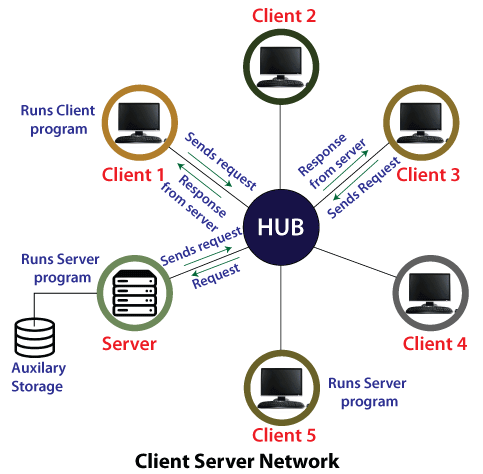 Client 2
Runs Client
program
Client 1
Sends request
Response
from server
Response
from server
Sends Request
Client 3
HUB
Runs Server
program
Sends request
Request
Server
Auxilary
Storage
Client 4
Runs Server
program
Client 5
Client Server Network